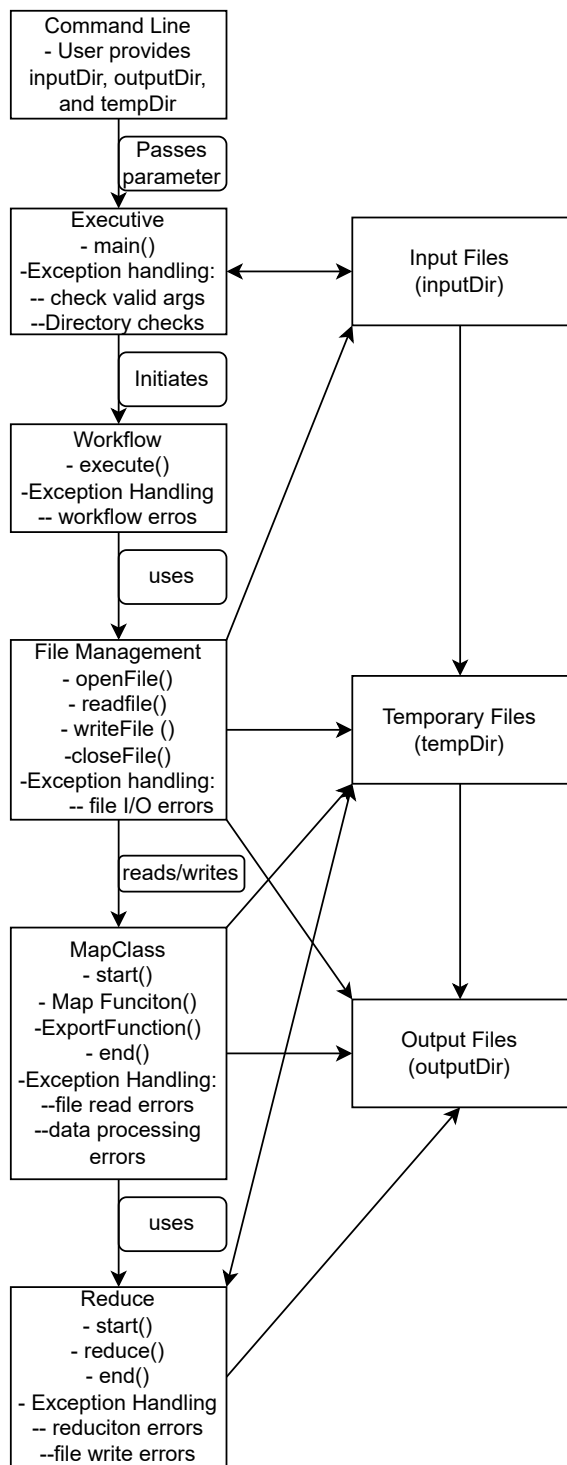 Command Line
- User provides
inputDir, outputDir,
and tempDir
Passes
parameter
Executive
- main()
-Exception handling:
-- check valid args
--Directory checks
Input Files
(inputDir)
Initiates
Workflow
- execute()
-Exception Handling
-- workflow erros
uses
File Management
- openFile()
- readfile()
- writeFile ()
-closeFile()
-Exception handling:
-- file I/O errors
Temporary Files
(tempDir)
reads/writes
MapClass
- start()
- Map Funciton()
-ExportFunction()
- end()
-Exception Handling:
--file read errors
--data processing
errors
Output Files
(outputDir)
uses
Reduce
- start()
- reduce()
- end()
- Exception Handling
-- reduciton errors
--file write errors